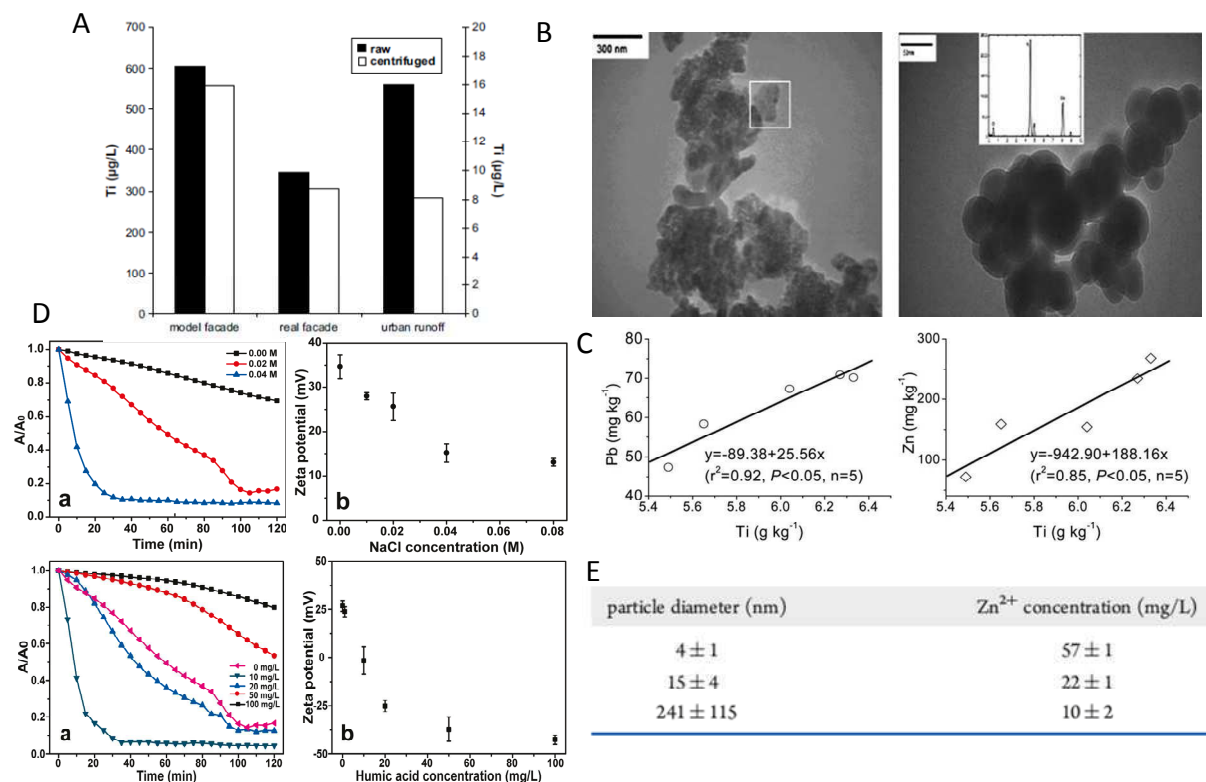 A
700
600
500
400
300
200
100
0
Ti (µg/L)
raw
centrifuged
20
18
16
14
12
10
8
6
4
2
0
Ti (µg/L)
model facade real facade urban runoff
B
300 nm
D
1.0
0.8
0.6
0.4
0.2
0.0
A/A0
0.00 M
0.02 M
0.04 M
a
0 20 40 60 80 100 120
Time (min)
40
30
20
10
0
Zeta potential (mV)
b
0.00 0.02 0.04 0.06 0.08
NaCl concentration (M)
1.0
0.8
0.6
0.4
0.2
0.0
A/A0
0 mg/L
10 mg/L
20 mg/L
50 mg/L
100 mg/L
a
0 20 40 60 80 100 120
Time (min)
50
25
0
-25
-50
Zeta potential (mV)
b
0 20 40 60 80 100
Humic acid concentration (mg/L)
C
80
70
60
50
40
Pb (mg kg⁻¹)
y=-89.38+25.56x
(r²=0.92, P<0.05, n=5)
5.4 5.6 5.8 6.0 6.2 6.4
Ti (g kg⁻¹)
300
200
100
Zn (mg kg⁻¹)
y=-942.90+188.16x
(r²=0.85, P<0.05, n=5)
5.4 5.6 5.8 6.0 6.2 6.4
Ti (g kg⁻¹)
E
particle diameter (nm) Zn²⁺ concentration (mg/L)
4 ± 1 57 ± 1
15 ± 4 22 ± 1
241 ± 115 10 ± 2